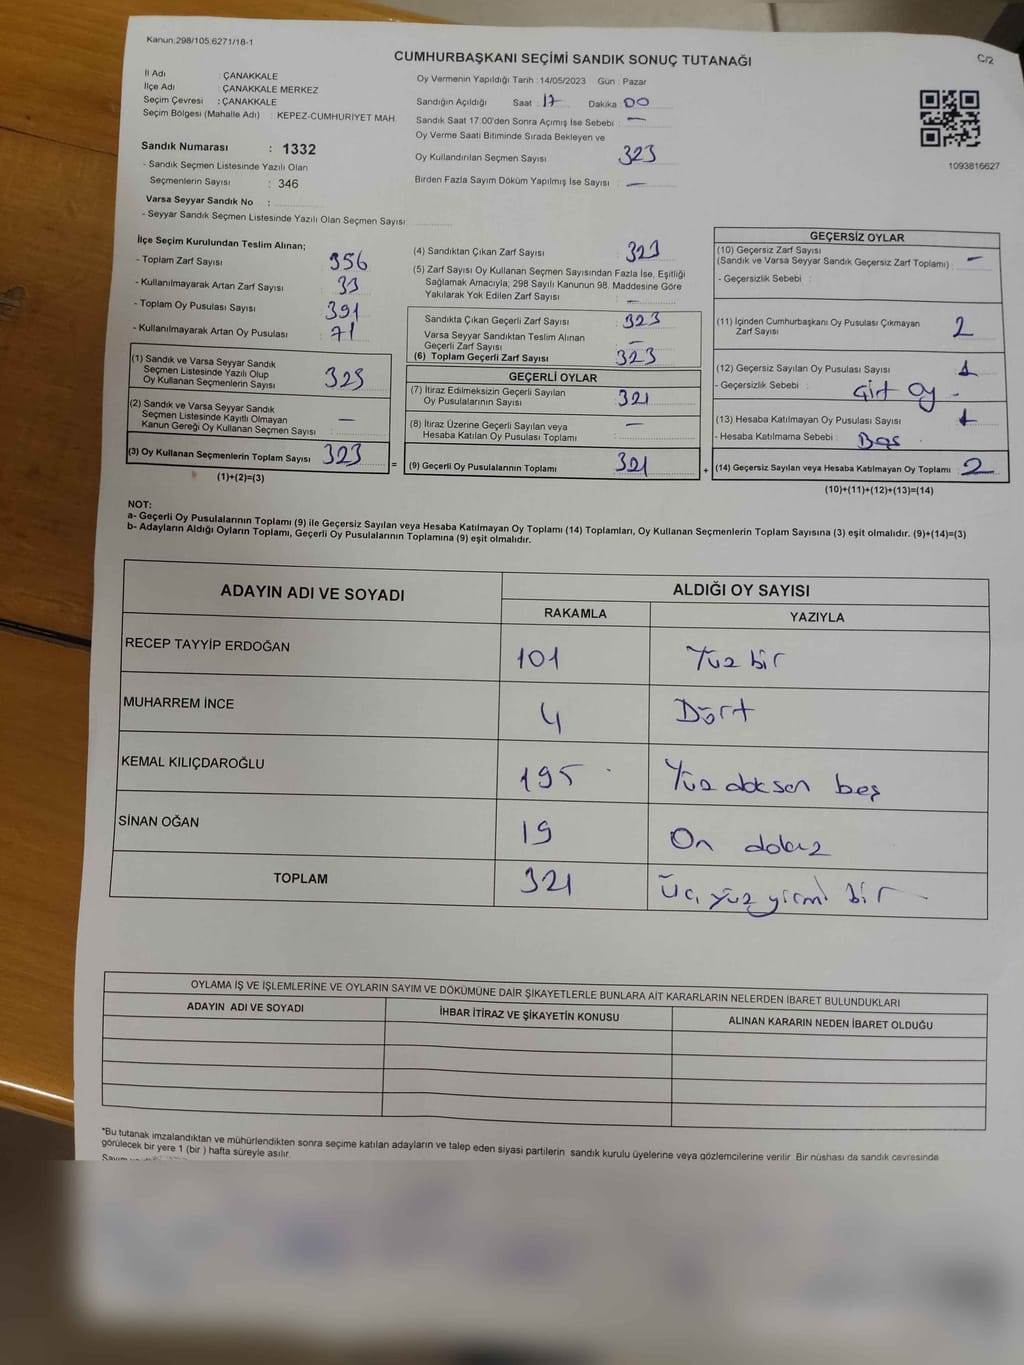 Kanun;298/105;6271/18-1
CUMHURBAŞKANI SEÇİMİ SANDIK SONUÇ TUTANAĞI
C/2
İl Adı : ÇANAKKALE
İlçe Adı : ÇANAKKALE MERKEZ
Seçim Çevresi : ÇANAKKALE
Seçim Bölgesi (Mahalle Adı) : KEPEZ-CUMHURİYET MAH.
Sandık Numarası : 1332
- Sandık Seçmen Listesinde Yazılı Olan
Seçmenlerin Sayısı : 346
Varsa Seyyar Sandık No :
- Seyyar Sandık Seçmen Listesinde Yazılı Olan Seçmen Sayısı:
Oy Vermenin Yapıldığı Tarih : 14/05/2023 Gün : Pazar
Sandığın Açıldığı Saat : 17 Dakika : 00
Sandık Saat 17:00'den Sonra Açımış İse Sebebi : —
Oy Verme Saati Bitiminde Sırada Bekleyen ve
Oy Kullandırılan Seçmen Sayısı 323
Birden Fazla Sayım Döküm Yapılmış İse Sayısı : —
1093816627
İlçe Seçim Kurulundan Teslim Alınan;
- Toplam Zarf Sayısı 356
- Kullanılmayarak Artan Zarf Sayısı : 33
- Toplam Oy Pusulası Sayısı 391
- Kullanılmayarak Artan Oy Pusulası 71
(1) Sandık ve Varsa Seyyar Sandık
Seçmen Listesinde Yazılı Olup
Oy Kullanan Seçmenlerin Sayısı 323
(2) Sandık ve Varsa Seyyar Sandık
Seçmen Listesinde Kayıtlı Olmayan
Kanun Gereği Oy Kullanan Seçmen Sayısı : —
(3) Oy Kullanan Seçmenlerin Toplam Sayısı 323
(1)+(2)=(3)
(4) Sandıktan Çıkan Zarf Sayısı 323
(5) Zarf Sayısı Oy Kullanan Seçmen Sayısından Fazla İse, Eşitliği
Sağlamak Amacıyla; 298 Sayılı Kanunun 98. Maddesine Göre
Yakılarak Yok Edilen Zarf Sayısı : —
Sandıkta Çıkan Geçerli Zarf Sayısı : 323
Varsa Seyyar Sandıktan Teslim Alınan
Geçerli Zarf Sayısı : —
(6) Toplam Geçerli Zarf Sayısı 323
GEÇERLİ OYLAR
(7) İtiraz Edilmeksizin Geçerli Sayılan
Oy Pusulalarının Sayısı : 321
(8) İtiraz Üzerine Geçerli Sayılan veya
Hesaba Katılan Oy Pusulası Toplamı : —
=
(9) Geçerli Oy Pusulalarının Toplamı : 321
+
GEÇERSİZ OYLAR
(10) Geçersiz Zarf Sayısı
(Sandık ve Varsa Seyyar Sandık Geçersiz Zarf Toplamı) : —
- Geçersizlik Sebebi :
(11) İçinden Cumhurbaşkanı Oy Pusulası Çıkmayan
Zarf Sayısı : 2
(12) Geçersiz Sayılan Oy Pusulası Sayısı : 1
- Geçersizlik Sebebi : Çift Oy.
(13) Hesaba Katılmayan Oy Pusulası Sayısı : 1
- Hesaba Katılmama Sebebi : Boş
(14) Geçersiz Sayılan veya Hesaba Katılmayan Oy Toplamı : 2
(10)+(11)+(12)+(13)=(14)
NOT:
a- Geçerli Oy Pusulalarının Toplamı (9) ile Geçersiz Sayılan veya Hesaba Katılmayan Oy Toplamı (14) Toplamları, Oy Kullanan Seçmenlerin Toplam Sayısına (3) eşit olmalıdır. (9)+(14)=(3)
b- Adayların Aldığı Oyların Toplamı, Geçerli Oy Pusulalarının Toplamına (9) eşit olmalıdır.
ADAYIN ADI VE SOYADI ALDIĞI OY SAYISI
RAKAMLA YAZIYLA
RECEP TAYYİP ERDOĞAN 101 Yüz bir
MUHARREM İNCE 4 Dört
KEMAL KILIÇDAROĞLU 195 Yüz doksan beş
SİNAN OĞAN 19 On dokuz
TOPLAM 321 Üç yüz yirmi bir
OYLAMA İŞ VE İŞLEMLERİNE VE OYLARIN SAYIM VE DÖKÜMÜNE DAİR ŞİKAYETLERLE BUNLARA AİT KARARLARIN NELERDEN İBARET BULUNDUKLARI
ADAYIN ADI VE SOYADI İHBAR İTİRAZ VE ŞİKAYETİN KONUSU ALINAN KARARIN NEDEN İBARET OLDUĞU
*Bu tutanak imzalandıktan ve mühürlendikten sonra seçime katılan adayların ve talep eden siyasi partilerin sandık kurulu üyelerine veya gözlemcilerine verilir. Bir nüshası da sandık çevresinde
görülecek bir yere 1 (bir ) hafta süreyle asılır.